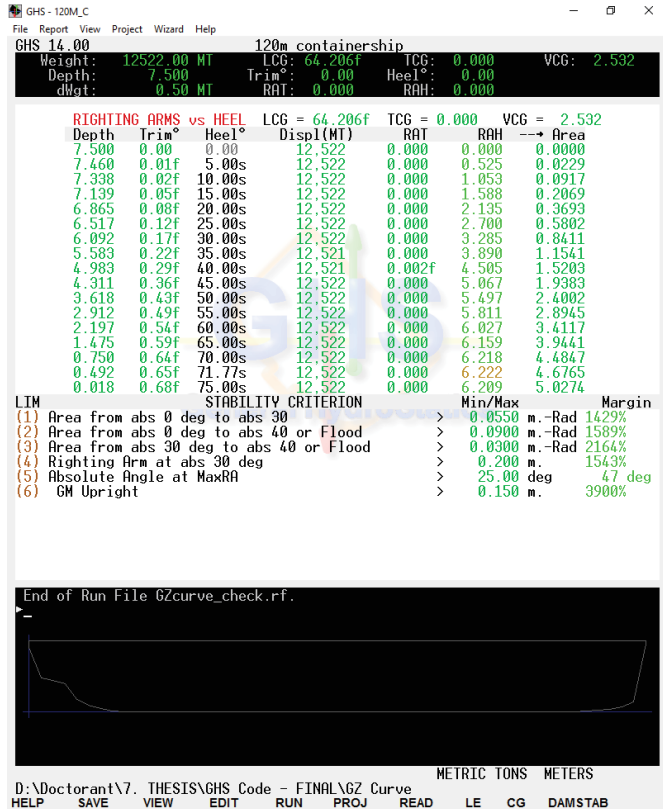 GHS - 120M_C
File Report View Project Wizard Help
GHS 14.00 120m containership
Weight: 12522.00 MT LCG: 64.206f TCG: 0.000 VCG: 2.532
Depth: 7.500 Trim°: 0.00 Heel°: 0.00
dWgt: 0.50 MT RAT: 0.000 RAH: 0.000
RIGHTING ARMS vs HEEL LCG = 64.206f TCG = 0.000 VCG = 2.532
Depth Trim° Heel° Displ(MT) RAT RAH --→ Area
7.500 0.00 0.00 12,522 0.000 0.000 0.0000
7.460 0.01f 5.00s 12,522 0.000 0.525 0.0229
7.338 0.02f 10.00s 12,522 0.000 1.053 0.0917
7.139 0.05f 15.00s 12,522 0.000 1.588 0.2069
6.865 0.08f 20.00s 12,522 0.000 2.135 0.3693
6.517 0.12f 25.00s 12,522 0.000 2.700 0.5802
6.092 0.17f 30.00s 12,522 0.000 3.285 0.8411
5.583 0.22f 35.00s 12,521 0.000 3.890 1.1541
4.983 0.29f 40.00s 12,521 0.002f 4.505 1.5203
4.311 0.36f 45.00s 12,522 0.000 5.067 1.9383
3.618 0.43f 50.00s 12,522 0.000 5.497 2.4002
2.912 0.49f 55.00s 12,522 0.000 5.811 2.8945
2.197 0.54f 60.00s 12,522 0.000 6.027 3.4117
1.475 0.59f 65.00s 12,522 0.000 6.159 3.9441
0.750 0.64f 70.00s 12,522 0.000 6.218 4.4847
0.492 0.65f 71.77s 12,522 0.000 6.222 4.6765
0.018 0.68f 75.00s 12,522 0.000 6.209 5.0274
LIM STABILITY CRITERION Min/Max Margin
(1) Area from abs 0 deg to abs 30 > 0.0550 m.-Rad 1429%
(2) Area from abs 0 deg to abs 40 or Flood > 0.0900 m.-Rad 1589%
(3) Area from abs 30 deg to abs 40 or Flood > 0.0300 m.-Rad 2164%
(4) Righting Arm at abs 30 deg > 0.200 m. 1543%
(5) Absolute Angle at MaxRA > 25.00 deg 47 deg
(6) GM Upright > 0.150 m. 3900%
GHS
End of Run File GZcurve_check.rf.
METRIC TONS METERS
D:\Doctorant\7. THESIS\GHS Code - FINAL\GZ Curve
HELP SAVE VIEW EDIT RUN PROJ READ LE CG DAMSTAB